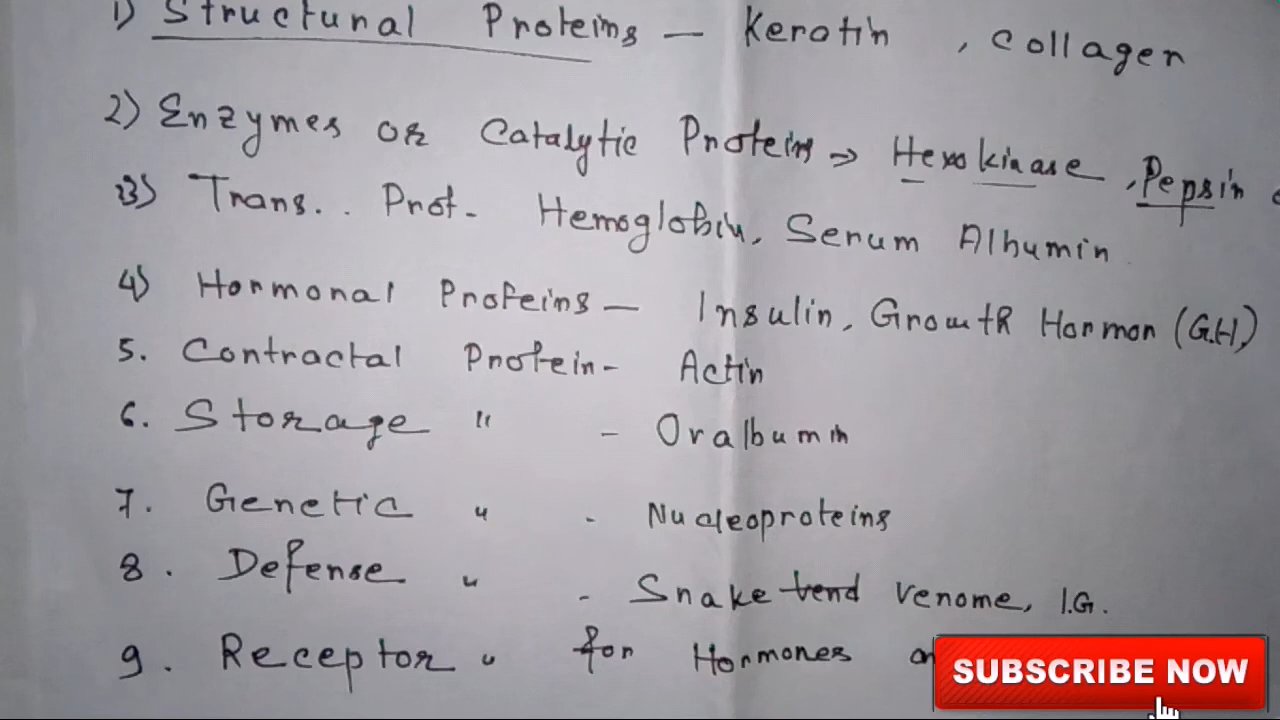 1) Structural Proteins — Kerotin , Collagen
2) Enzymes or Catalytic Proteins → Hexokinase , Pepsin
3) Trans. . Prot- Hemoglobin, Serum Albumin
4) Hormonal Proteins — Insulin, Growth Hormon (G.H)
5. Contractal Protein - Actin
6. Storage " - Oralbumin
7. Genetic " - Nucleoproteins
8. Defense " - Snake tend venome, I.G.
9. Receptor " for Hormones
SUBSCRIBE NOW